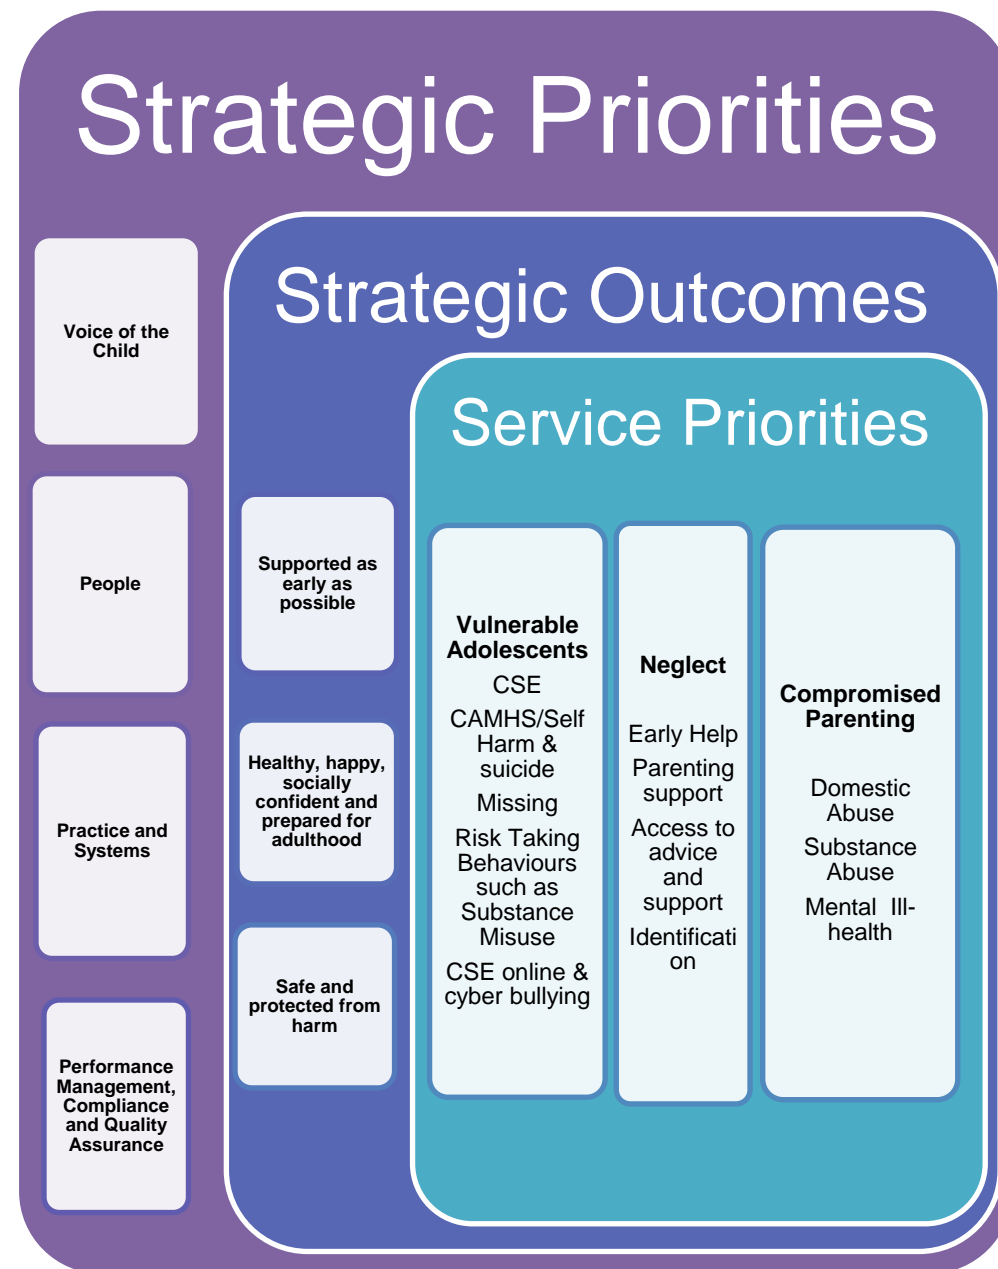 Strategic Priorities
Voice of the
Child
People
Practice and
Systems
Performance
Management,
Compliance
and Quality
Assurance
Strategic Outcomes
Supported as
early as
possible
Healthy, happy,
socially
confident and
prepared for
adulthood
Safe and
protected from
harm
Service Priorities
Vulnerable
Adolescents
CSE
CAMHS/Self
Harm &
suicide
Missing
Risk Taking
Behaviours
such as
Substance
Misuse
CSE online &
cyber bullying
Neglect
Early Help
Parenting
support
Access to
advice
and
support
Identificati
on
Compromised
Parenting
Domestic
Abuse
Substance
Abuse
Mental Ill-
health